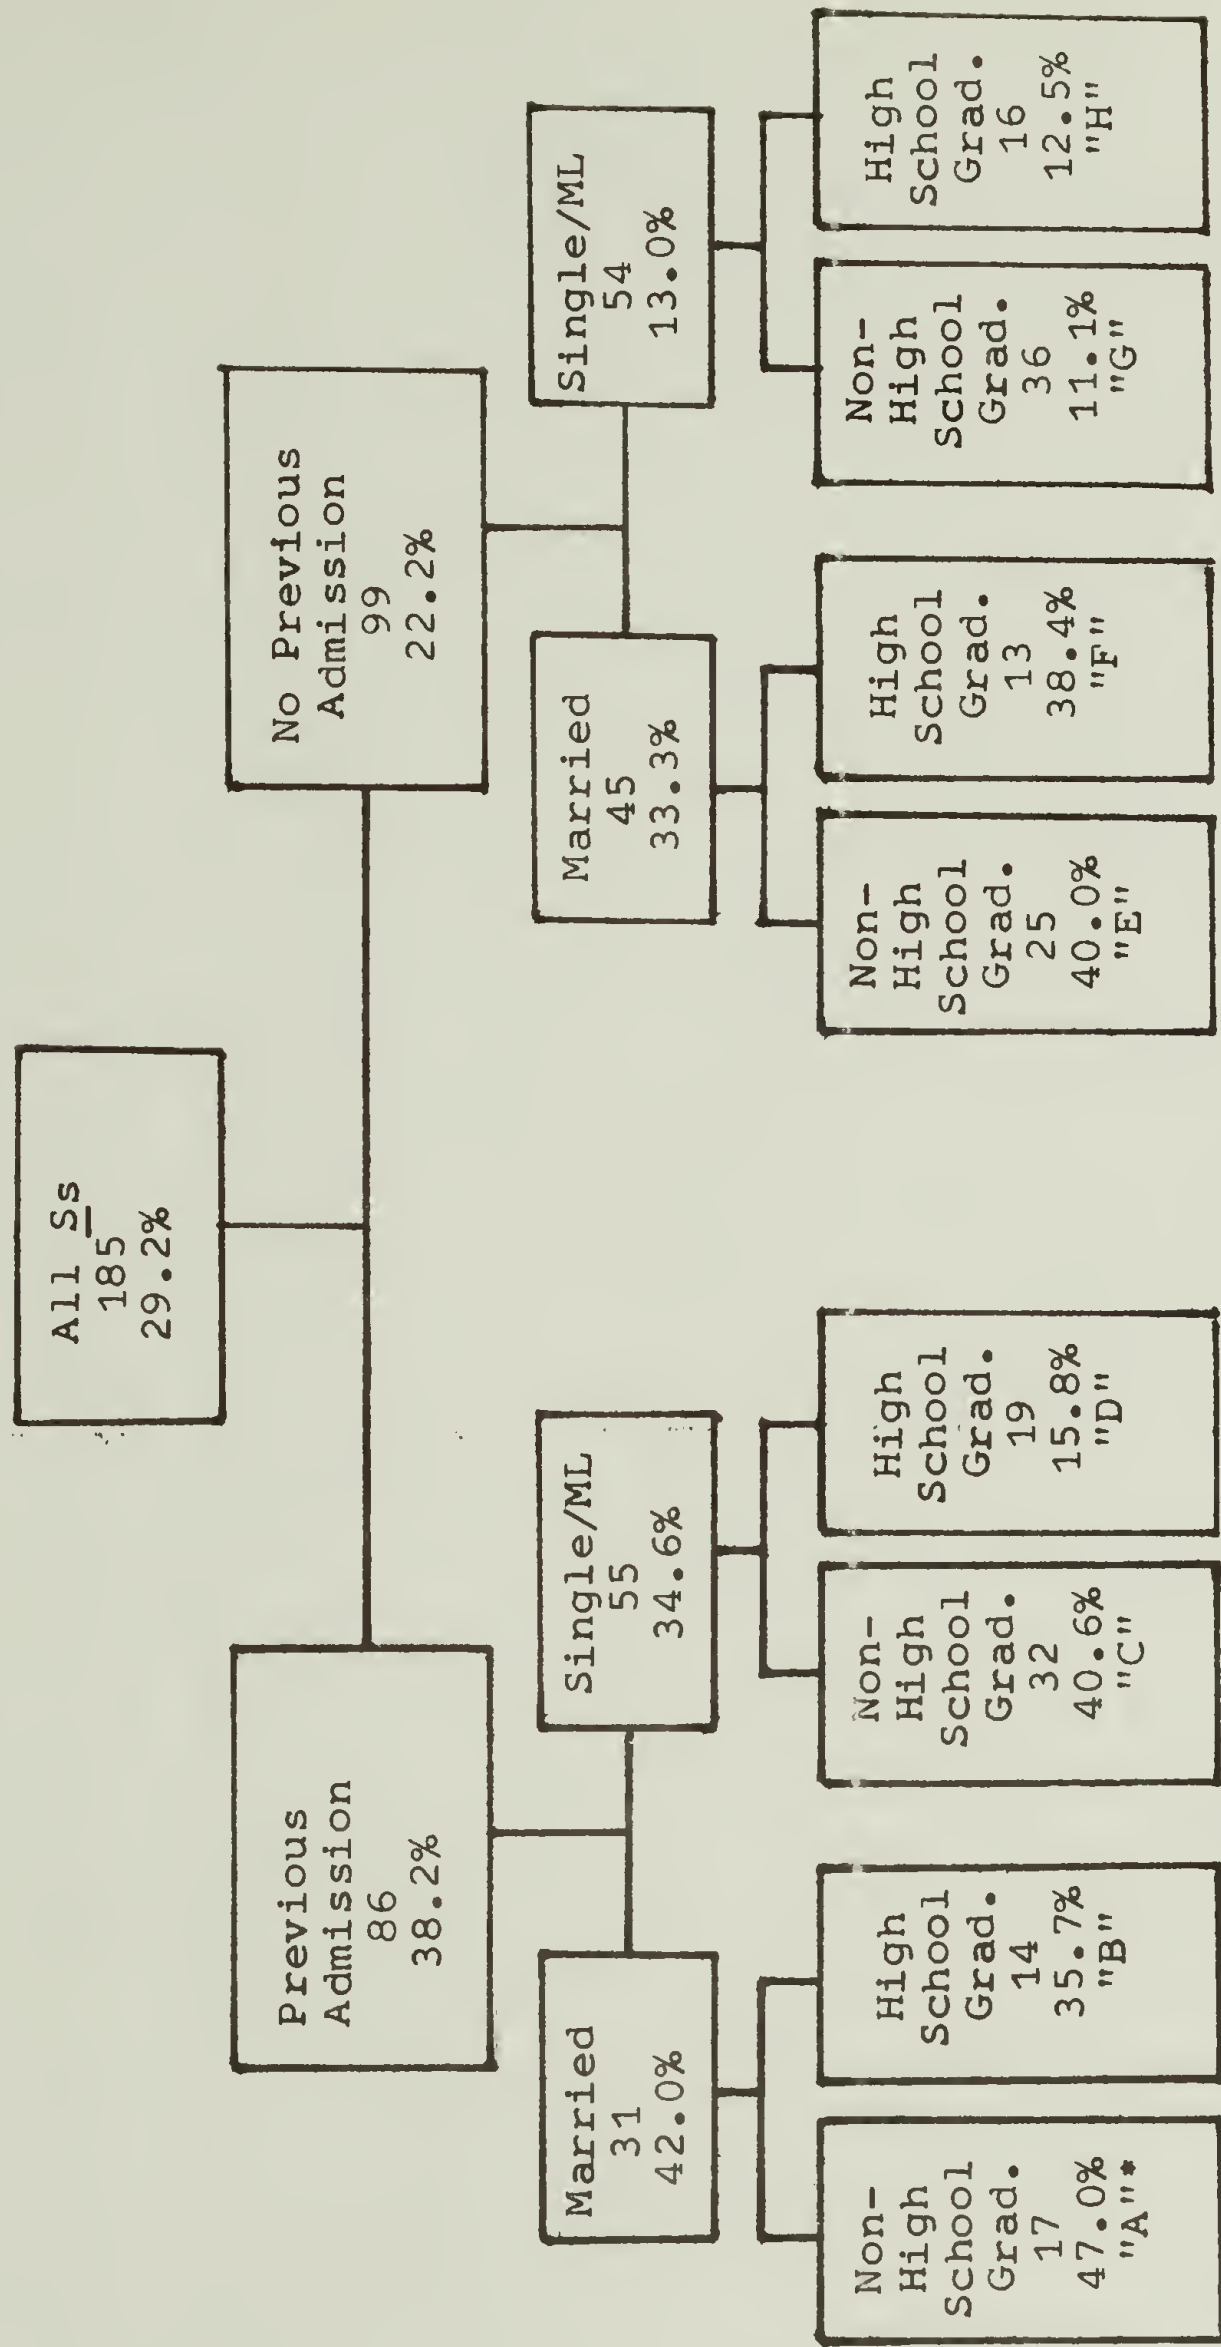 All Ss
185
29.2%
Previous
Admission
86
38.2%
No Previous
Admission
99
22.2%
Married
31
42.0%
Single/ML
55
34.6%
Married
45
33.3%
Single/ML
54
13.0%
Non-
High
School
Grad.
17
47.0%
"A"*
High
School
Grad.
14
35.7%
"B"
Non-
High
School
Grad.
32
40.6%
"C"
High
School
Grad.
19
15.8%
"D"
Non-
High
School
Grad.
25
40.0%
"E"
High
School
Grad.
13
38.4%
"F"
Non-
High
School
Grad.
36
11.1%
"G"
High
School
Grad.
16
12.5%
"H"